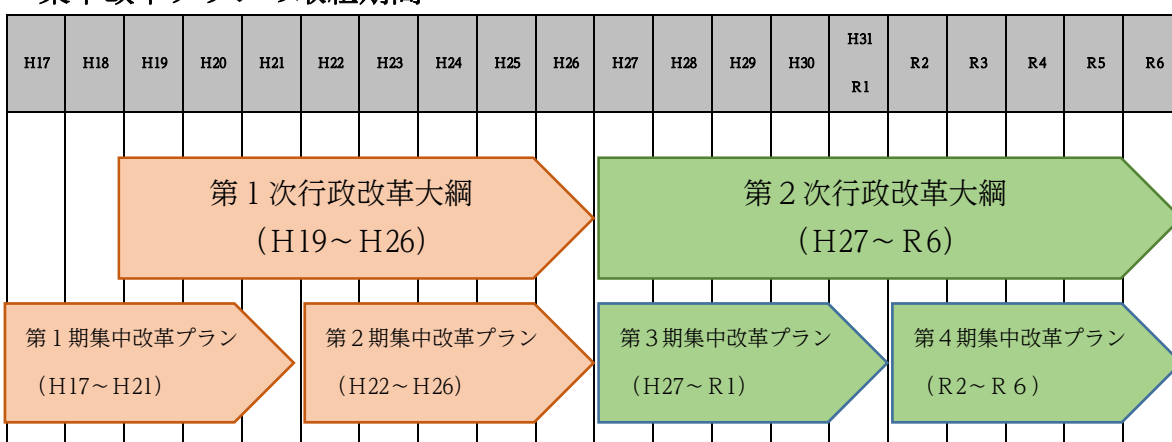 集中改革プランの取組期間
H17 H18 H19 H20 H21 H22 H23 H24 H25 H26 H27 H28 H29 H30 H31 R1 R2 R3 R4 R5 R6
第１次行政改革大綱
（H19～H26）
第２次行政改革大綱
（H27～R6）
第１期集中改革プラン
（H17～H21）
第２期集中改革プラン
（H22～H26）
第３期集中改革プラン
（H27～R1）
第４期集中改革プラン
（R2～R６）